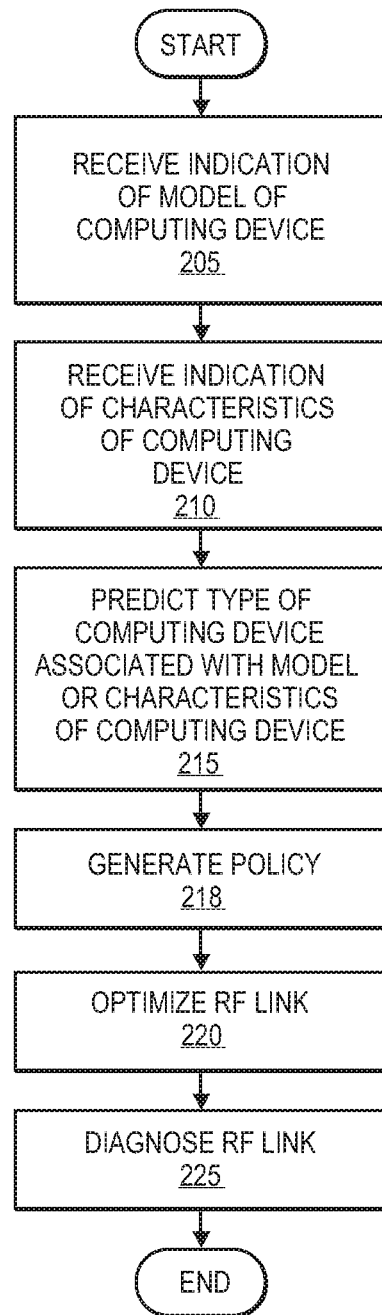 START
RECEIVE INDICATION
OF MODEL OF
COMPUTING DEVICE
205
RECEIVE INDICATION
OF CHARACTERISTICS
OF COMPUTING
DEVICE
210
PREDICT TYPE OF
COMPUTING DEVICE
ASSOCIATED WITH MODEL
OR CHARACTERISTICS
OF COMPUTING DEVICE
215
GENERATE POLICY
218
OPTIMIZE RF LINK
220
DIAGNOSE RF LINK
225
END